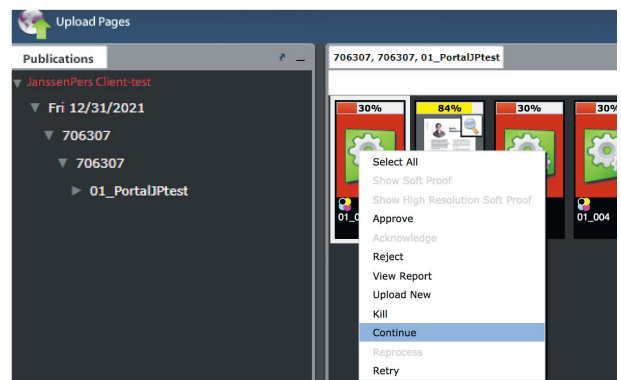 Upload Pages
Publications
706307, 706307, 01_PortalJPtest
JanssenPers Client-test
Fri 12/31/2021
706307
706307
01_PortalJPtest
30% 84% 30% 30%
Select All
Show Soft Proof
Show High Resolution Soft Proof
Approve
Acknowledge
Reject
View Report
Upload New
Kill
Continue
Reprocess
Retry
01_0
01_004